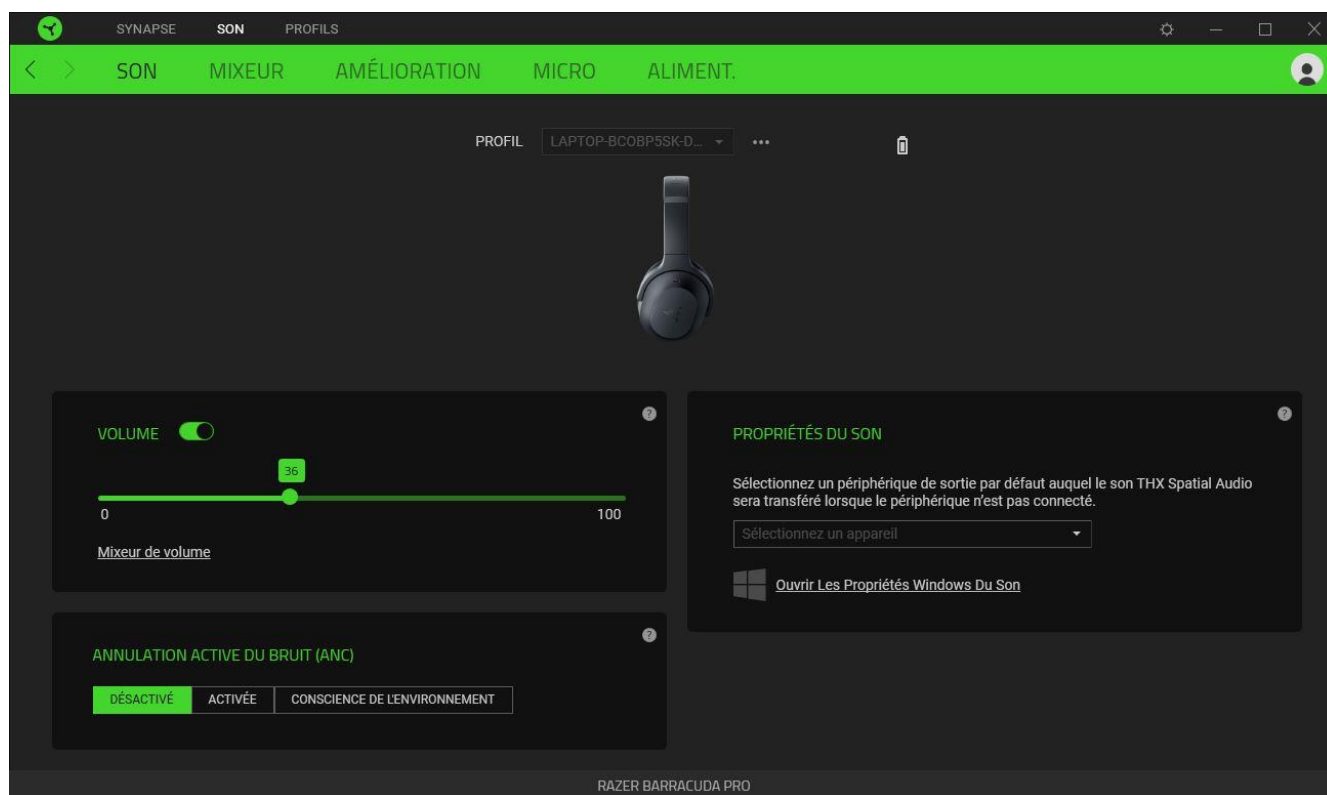 SYNAPSE SON PROFILS
SON MIXEUR AMÉLIORATION MICRO ALIMENT.
PROFIL LAPTOP-BCOBP5SK-D... ...
VOLUME
36
0 100
Mixeur de volume
PROPRIÉTÉS DU SON
Sélectionnez un périphérique de sortie par défaut auquel le son THX Spatial Audio
sera transféré lorsque le périphérique n'est pas connecté.
Sélectionnez un appareil
Ouvrir Les Propriétés Windows Du Son
ANNULATION ACTIVE DU BRUIT (ANC)
DÉSACTIVÉ ACTIVÉE CONSCIENCE DE L'ENVIRONNEMENT
RAZER BARRACUDA PRO